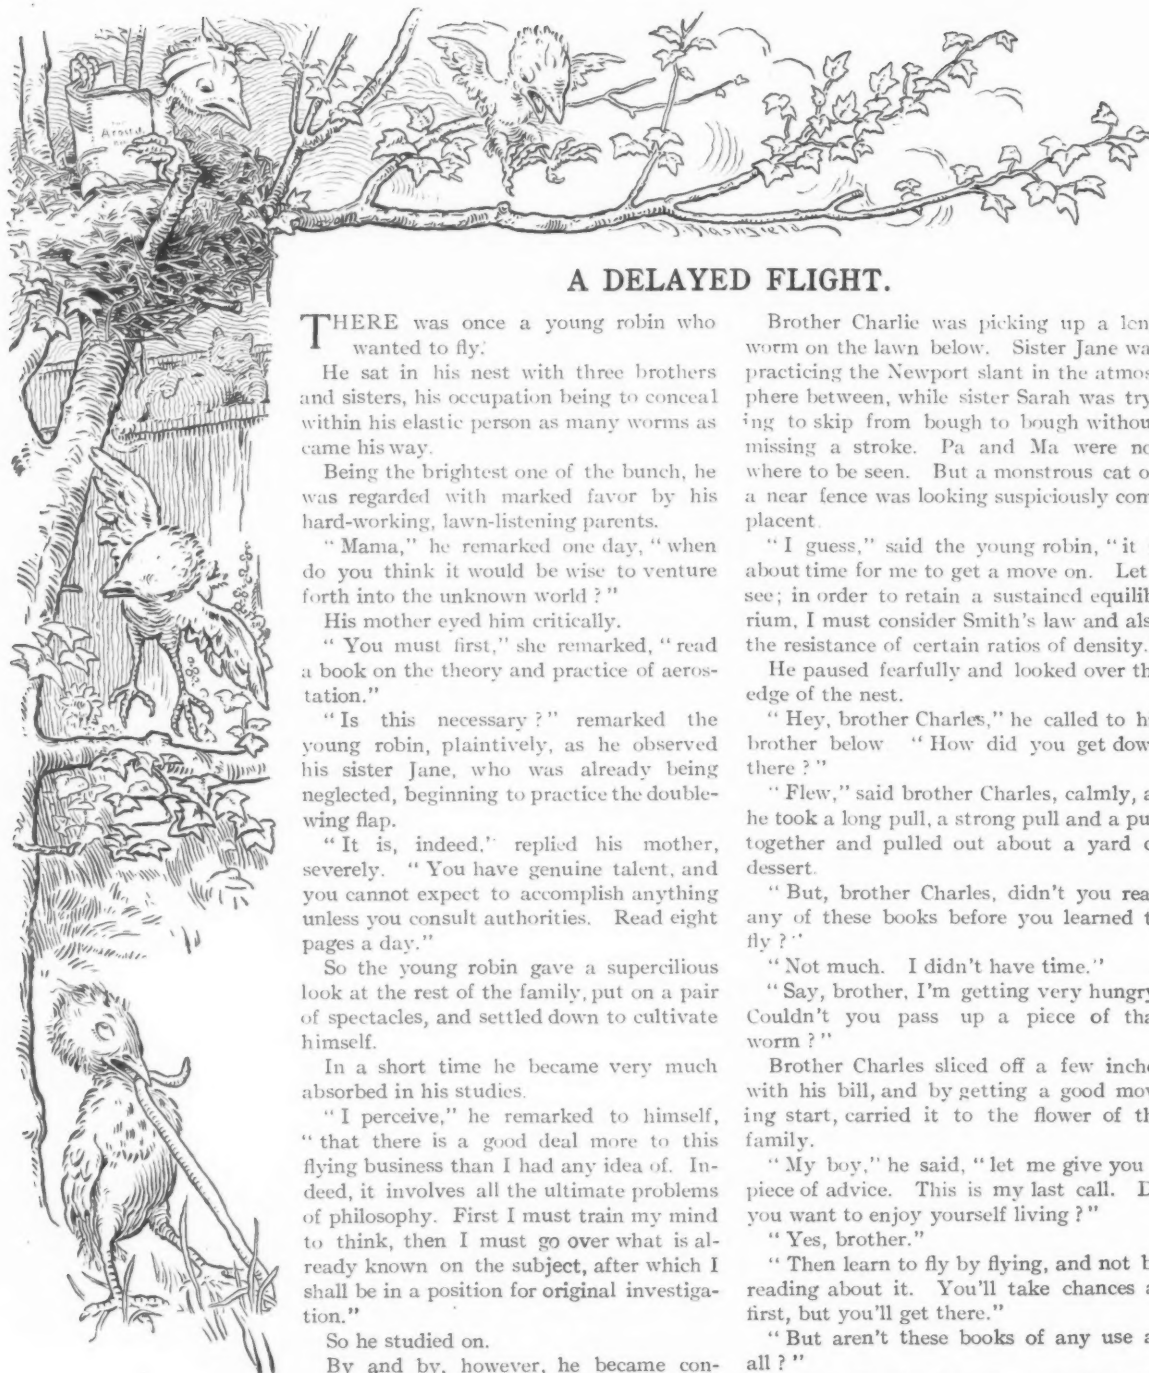 A. D. Blashfield
A DELAYED FLIGHT.
THERE was once a young robin who
wanted to fly.
He sat in his nest with three brothers
and sisters, his occupation being to conceal
within his elastic person as many worms as
came his way.
Being the brightest one of the bunch, he
was regarded with marked favor by his
hard-working, lawn-listening parents.
“Mama,” he remarked one day, “when
do you think it would be wise to venture
forth into the unknown world?”
His mother eyed him critically.
“You must first,” she remarked, “read
a book on the theory and practice of aeros-
tation.”
“Is this necessary?” remarked the
young robin, plaintively, as he observed
his sister Jane, who was already being
neglected, beginning to practice the double-
wing flap.
“It is, indeed,” replied his mother,
severely. “You have genuine talent, and
you cannot expect to accomplish anything
unless you consult authorities. Read eight
pages a day.”
So the young robin gave a supercilious
look at the rest of the family, put on a pair
of spectacles, and settled down to cultivate
himself.
In a short time he became very much
absorbed in his studies.
“I perceive,” he remarked to himself,
“that there is a good deal more to this
flying business than I had any idea of. In-
deed, it involves all the ultimate problems
of philosophy. First I must train my mind
to think, then I must go over what is al-
ready known on the subject, after which I
shall be in a position for original investiga-
tion.”
So he studied on.
By and by, however, he became con-
Brother Charlie was picking up a lon
worm on the lawn below. Sister Jane wa
practicing the Newport slant in the atmos
phere between, while sister Sarah was try
ing to skip from bough to bough withou
missing a stroke. Pa and Ma were no
where to be seen. But a monstrous cat o
a near fence was looking suspiciously com
placent.
“I guess,” said the young robin, “it
about time for me to get a move on. Let
see; in order to retain a sustained equilib
rium, I must consider Smith’s law and als
the resistance of certain ratios of density.
He paused fearfully and looked over th
edge of the nest.
“Hey, brother Charles,” he called to hi
brother below “How did you get dow
there?”
“Flew,” said brother Charles, calmly, a
he took a long pull, a strong pull and a pu
together and pulled out about a yard o
dessert.
“But, brother Charles, didn’t you rea
any of these books before you learned t
fly?”
“Not much. I didn’t have time.”
“Say, brother, I’m getting very hungry
Couldn’t you pass up a piece of tha
worm?”
Brother Charles sliced off a few inche
with his bill, and by getting a good mov
ing start, carried it to the flower of th
family.
“My boy,” he said, “let me give you
piece of advice. This is my last call. D
you want to enjoy yourself living?”
“Yes, brother.”
“Then learn to fly by flying, and not b
reading about it. You’ll take chances a
first, but you’ll get there.”
“But aren’t these books of any use a
all?”